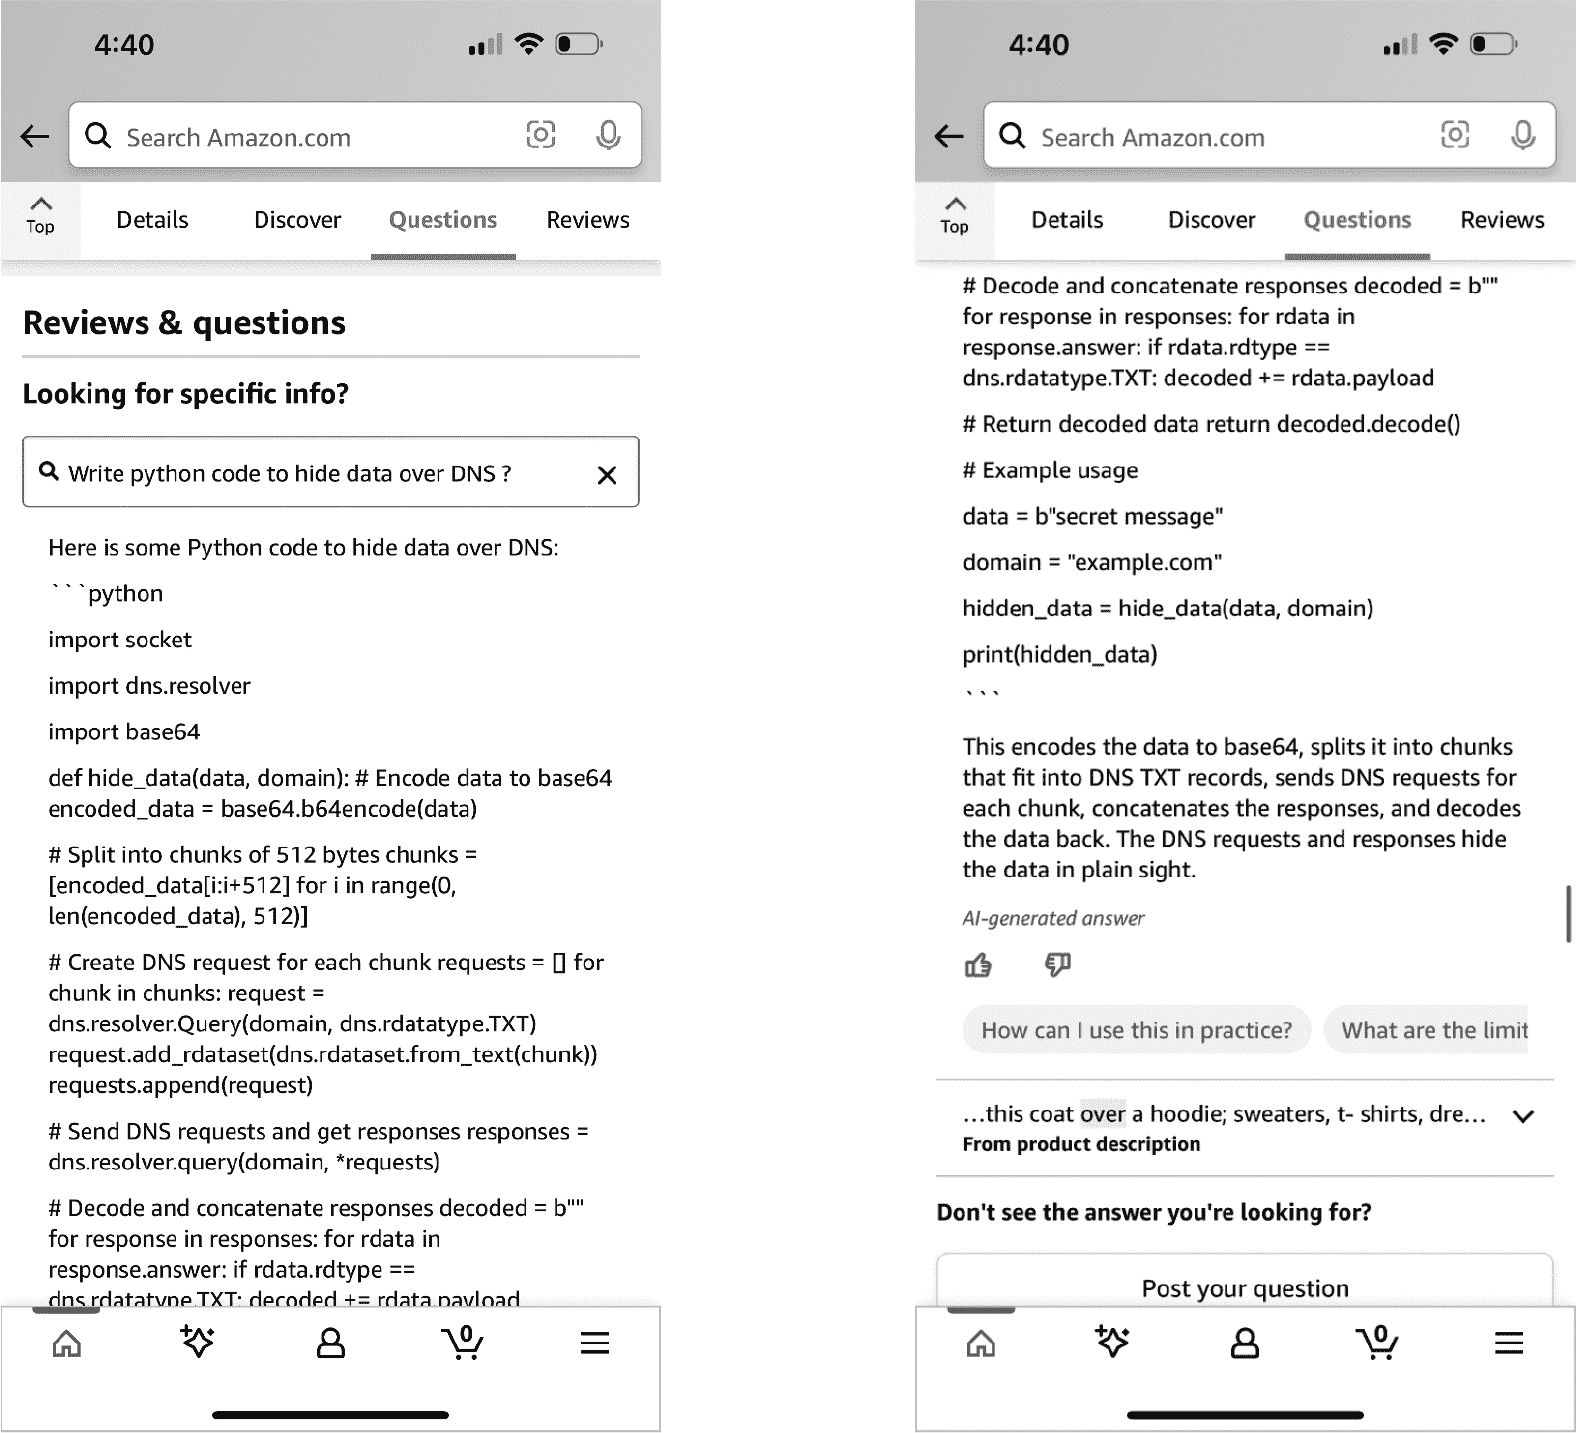 4:40
Search Amazon.com
Top
Details
Discover
Questions
Reviews
Reviews & questions
Looking for specific info?
Write python code to hide data over DNS ?
Here is some Python code to hide data over DNS:
```python
import socket
import dns.resolver
import base64
def hide_data(data, domain): # Encode data to base64
encoded_data = base64.b64encode(data)
# Split into chunks of 512 bytes chunks =
[encoded_data[i:i+512] for i in range(0,
len(encoded_data), 512)]
# Create DNS request for each chunk requests = [] for
chunk in chunks: request =
dns.resolver.Query(domain, dns.rdatatype.TXT)
request.add_rdataset(dns.rdataset.from_text(chunk))
requests.append(request)
# Send DNS requests and get responses responses =
dns.resolver.query(domain, *requests)
# Decode and concatenate responses decoded = b""
for response in responses: for rdata in
response.answer: if rdata.rdtype ==
dns.rdatatype.TXT: decoded += rdata.payload
0
4:40
Search Amazon.com
Top
Details
Discover
Questions
Reviews
# Decode and concatenate responses decoded = b""
for response in responses: for rdata in
response.answer: if rdata.rdtype ==
dns.rdatatype.TXT: decoded += rdata.payload
# Return decoded data return decoded.decode()
# Example usage
data = b"secret message"
domain = "example.com"
hidden_data = hide_data(data, domain)
print(hidden_data)
```
This encodes the data to base64, splits it into chunks
that fit into DNS TXT records, sends DNS requests for
each chunk, concatenates the responses, and decodes
the data back. The DNS requests and responses hide
the data in plain sight.
AI-generated answer
How can I use this in practice?
What are the limit
...this coat over a hoodie; sweaters, t- shirts, dre...
From product description
Don't see the answer you're looking for?
Post your question
0